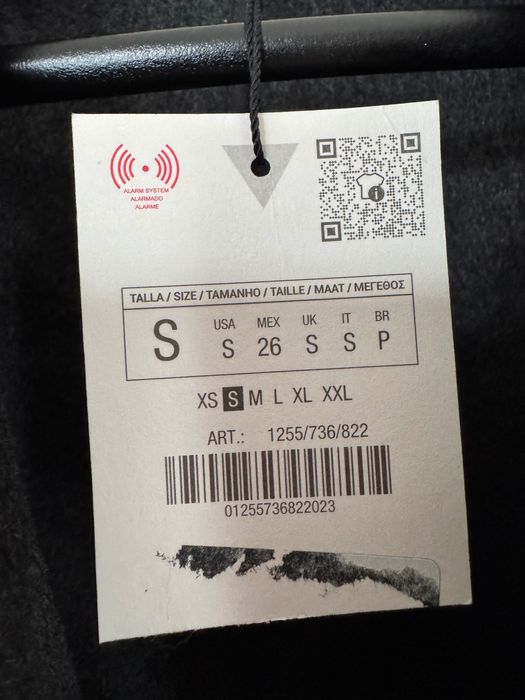 ALARM SYSTEM
ALARMADO
ALARME
TALLA / SIZE / TAMANHO / TAILLE / MAAT / ΜΕΓΕΘΟΣ
S
USA MEX UK IT BR
S 26 S S P
XS S M L XL XXL
ART.: 1255/736/822
01255736822023